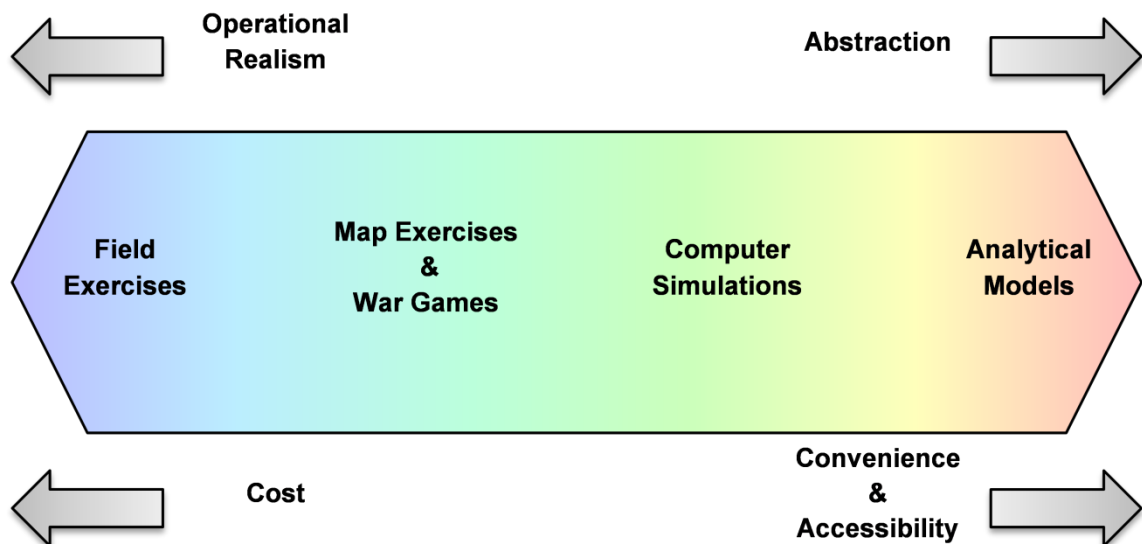 Operational
Realism
Abstraction
Field
Exercises
Map Exercises
&
War Games
Computer
Simulations
Analytical
Models
Cost
Convenience
&
Accessibility